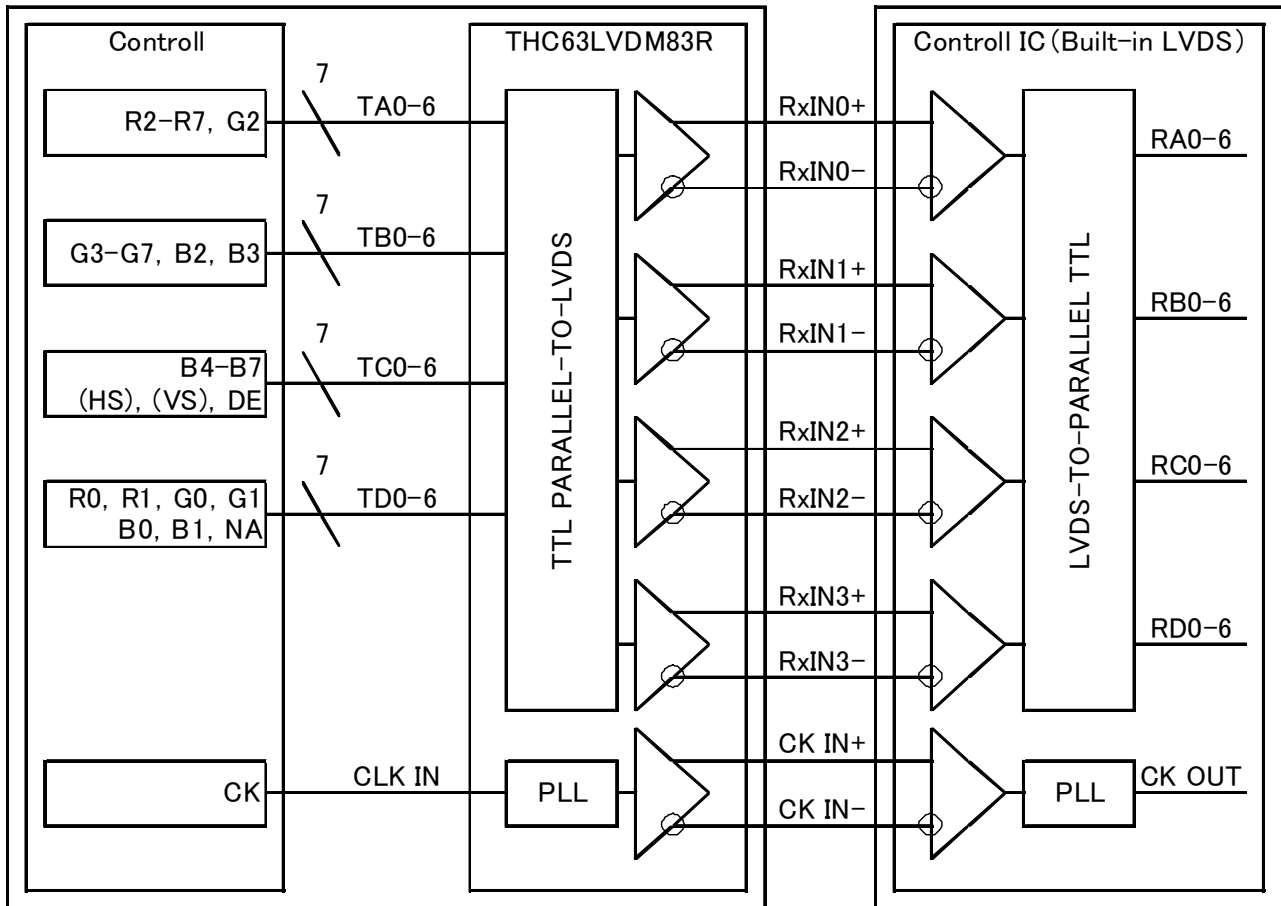 Controll
THC63LVDM83R
Controll IC(Built-in LVDS)
7
R2-R7, G2
TA0-6
RxIN0+
RxIN0-
RA0-6
7
G3-G7, B2, B3
TB0-6
RxIN1+
RxIN1-
RB0-6
7
B4-B7
(HS), (VS), DE
TC0-6
RxIN2+
RxIN2-
RC0-6
7
R0, R1, G0, G1
B0, B1, NA
TD0-6
RxIN3+
RxIN3-
RD0-6
TTL PARALLEL-TO-LVDS
LVDS-TO-PARALLEL TTL
CK
CLK IN
PLL
CK IN+
CK IN-
PLL
CK OUT